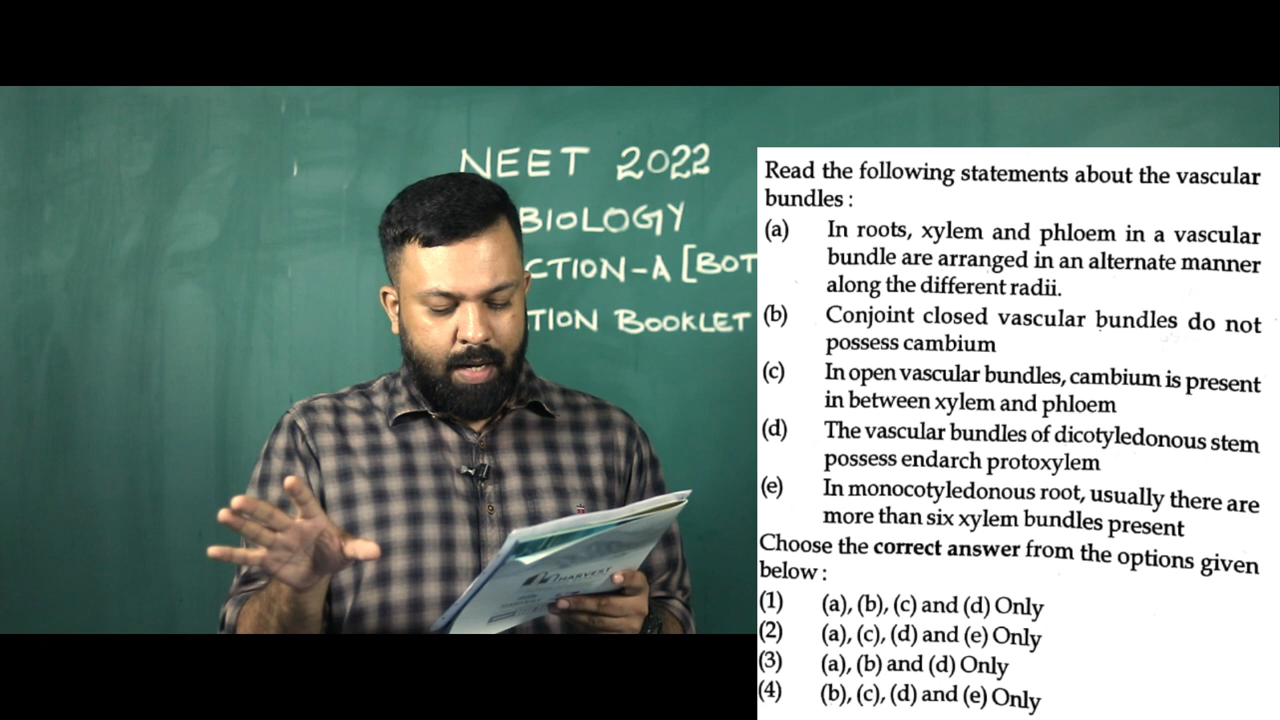 NEET 2022
BIOLOGY
CTION-A [BOT
TION BOOKLET
HARVEST
Read the following statements about the vascular
bundles :
(a) In roots, xylem and phloem in a vascular
bundle are arranged in an alternate manner
along the different radii.
(b) Conjoint closed vascular bundles do not
possess cambium
(c) In open vascular bundles, cambium is present
in between xylem and phloem
(d) The vascular bundles of dicotyledonous stem
possess endarch protoxylem
(e) In monocotyledonous root, usually there are
more than six xylem bundles present
Choose the correct answer from the options given
below :
(1) (a), (b), (c) and (d) Only
(2) (a), (c), (d) and (e) Only
(3) (a), (b) and (d) Only
(4) (b), (c), (d) and (e) Only